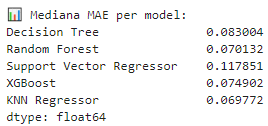 📊 Mediana MAE per model:
Decision Tree 0.083004
Random Forest 0.070132
Support Vector Regressor 0.117851
XGBoost 0.074902
KNN Regressor 0.069772
dtype: float64